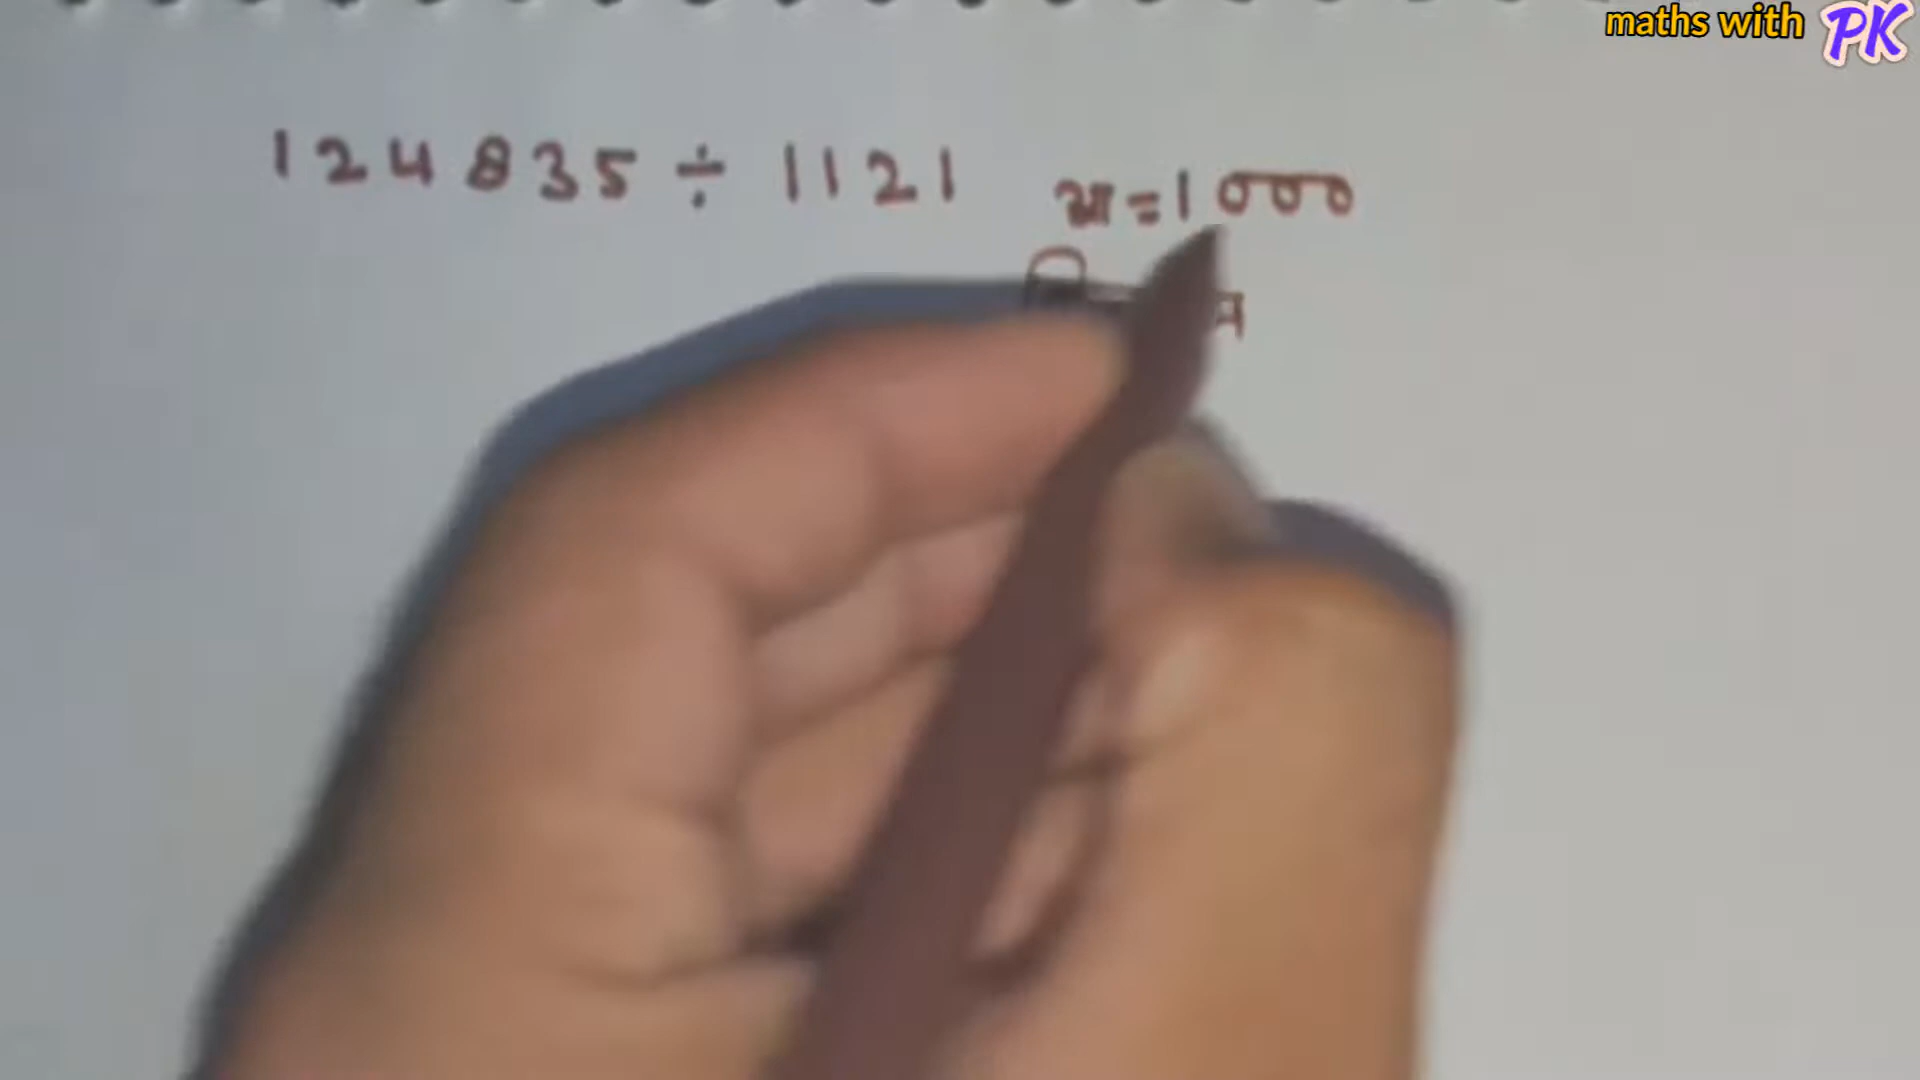 maths with PK
124835 ÷ 1121
आ = 1000